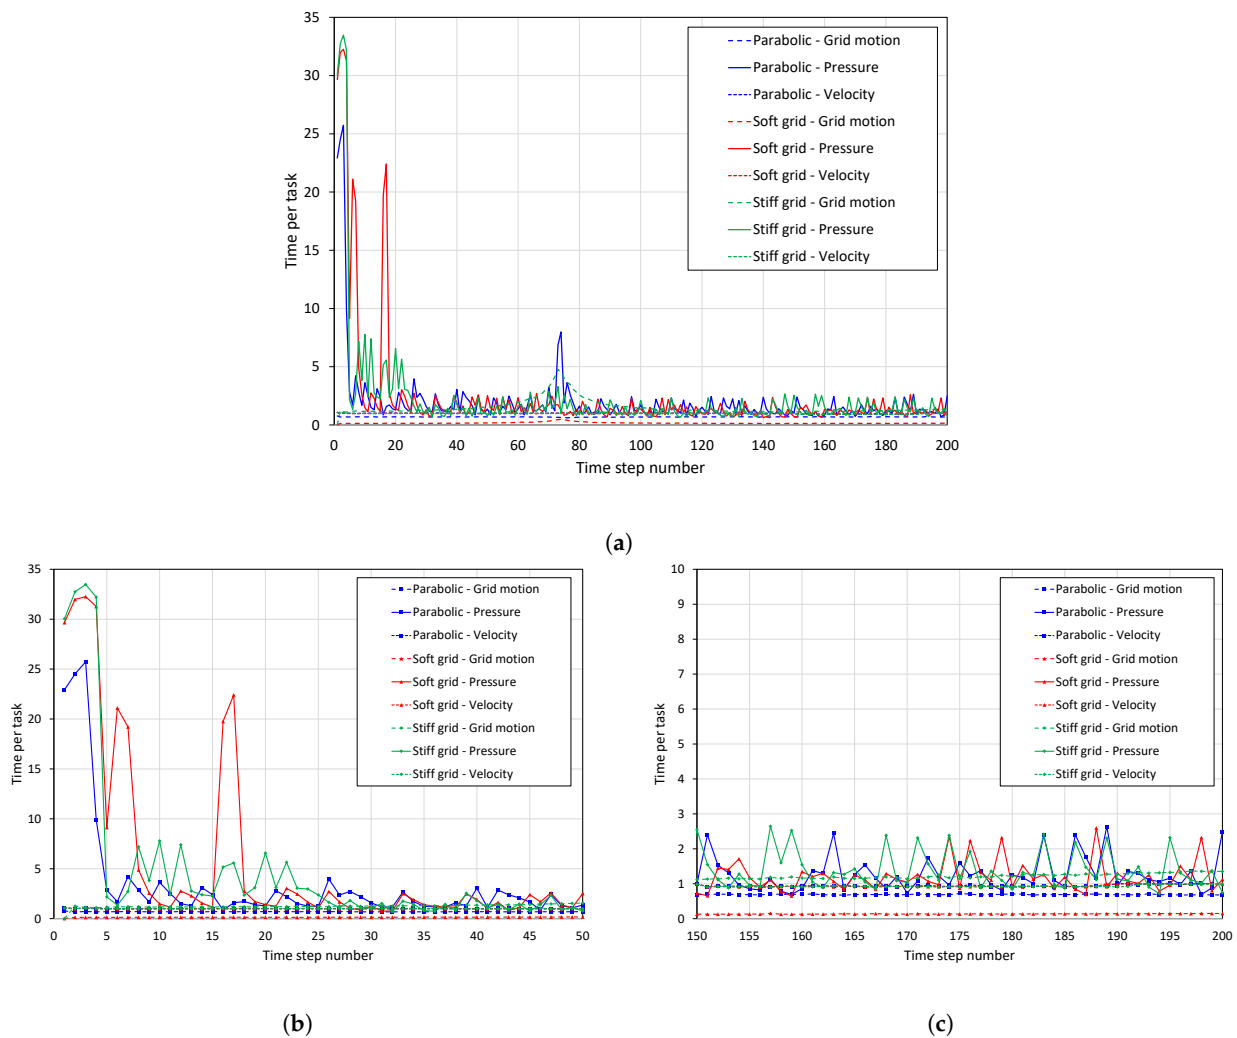 35
30
25
20
15
10
5
0
Time per task
Parabolic - Grid motion
Parabolic - Pressure
Parabolic - Velocity
Soft grid - Grid motion
Soft grid - Pressure
Soft grid - Velocity
Stiff grid - Grid motion
Stiff grid - Pressure
Stiff grid - Velocity
0 20 40 60 80 100 120 140 160 180 200
Time step number
(a)
35
30
25
20
15
10
5
0
Time per task
Parabolic - Grid motion
Parabolic - Pressure
Parabolic - Velocity
Soft grid - Grid motion
Soft grid - Pressure
Soft grid - Velocity
Stiff grid - Grid motion
Stiff grid - Pressure
Stiff grid - Velocity
0 5 10 15 20 25 30 35 40 45 50
Time step number
(b)
10
9
8
7
6
5
4
3
2
1
0
Time per task
Parabolic - Grid motion
Parabolic - Pressure
Parabolic - Velocity
Soft grid - Grid motion
Soft grid - Pressure
Soft grid - Velocity
Stiff grid - Grid motion
Stiff grid - Pressure
Stiff grid - Velocity
150 155 160 165 170 175 180 185 190 195 200
Time step number
(c)